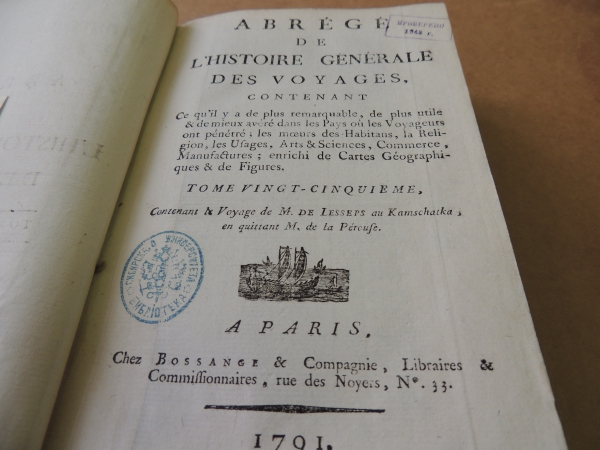 ABRÉGÉ
DE
L'HISTOIRE GÉNÉRALE
DES VOYAGES,
CONTENANT
Ce qu'il y a de plus remarquable, de plus utile
& de mieux avéré dans les Pays où les Voyageurs
ont pénétré; les mœurs des Habitans, la Reli-
gion, les Usages, Arts & Sciences, Commerce,
Manufactures; enrichi de Cartes Géographi-
ques & de Figures.
TOME VINGT-CINQUIÈME,
Contenant le Voyage de M. DE LESSEPS au Kamschatka,
en quittant M. de la Pérouse.
A PARIS,
Chez BOSSANGE & Compagnie, Libraires &
Commissionnaires, rue des Noyers, N°. 33.
1791.
ПРОВЕРЕНО
БИБЛІОТЕКА